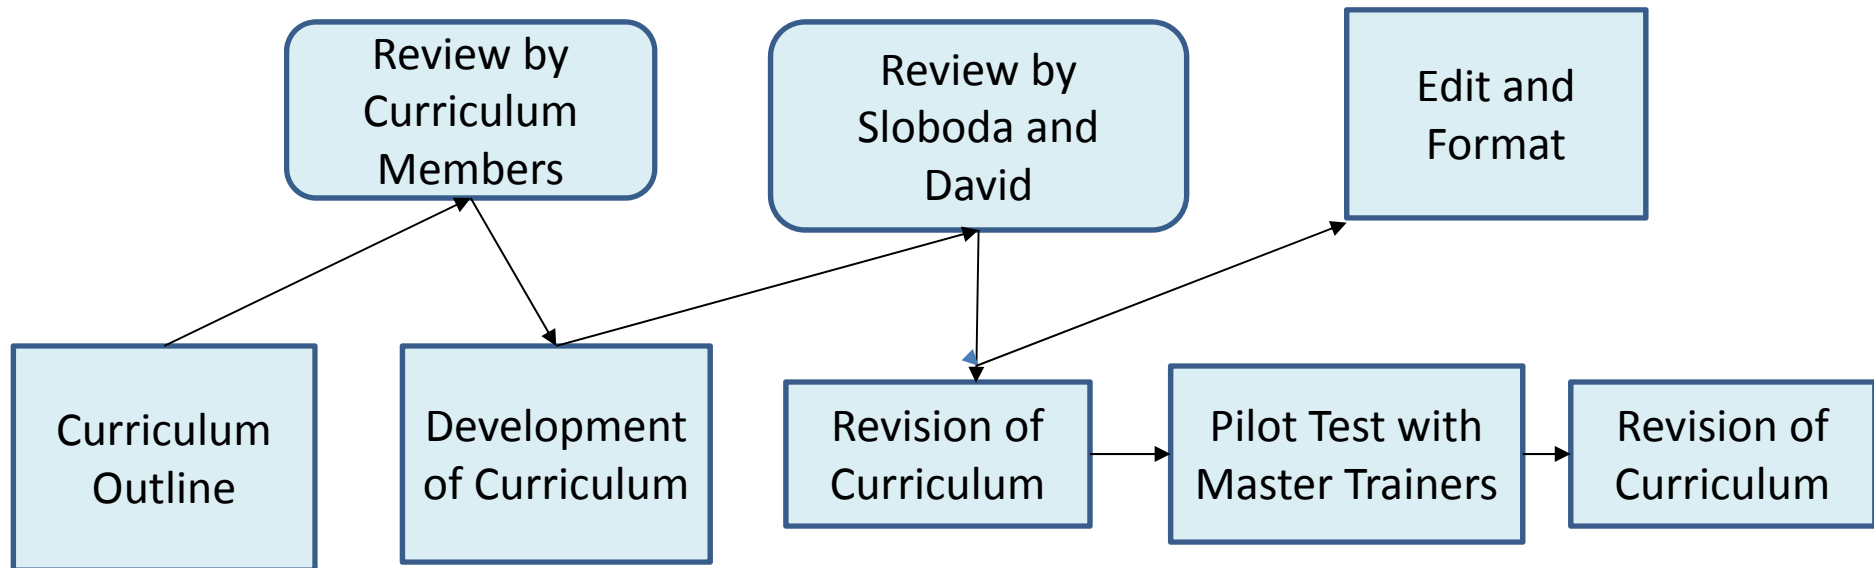 Review by
Curriculum
Members
Review by
Sloboda and
David
Edit and
Format
Curriculum
Outline
Development
of Curriculum
Revision of
Curriculum
Pilot Test with
Master Trainers
Revision of
Curriculum